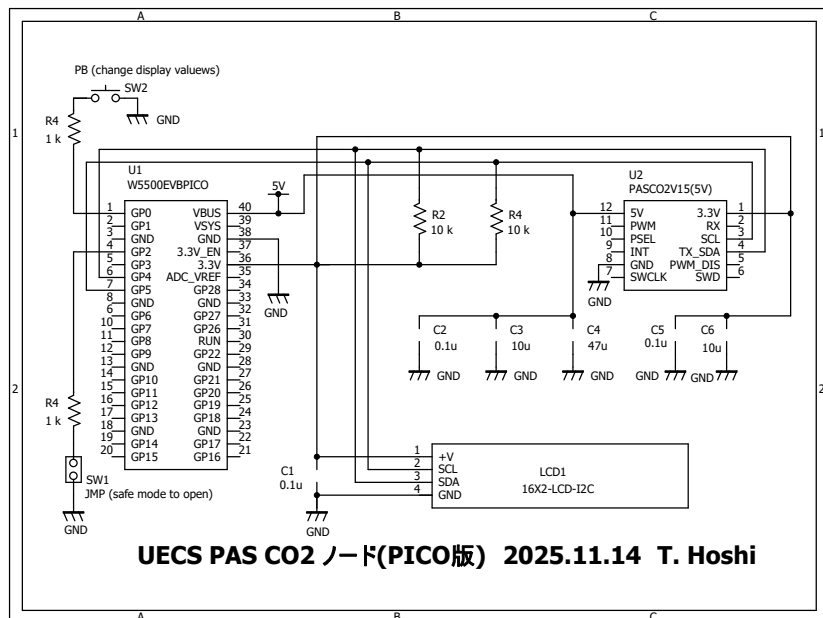 A B C
PB (change display valuews)
SW2
GND
R4
1 k
1 1
U1
W5500EVBPICO
5V
1 GP0 VBUS 40
2 GP1 VSYS 39
3 GND GND 38
4 GP2 3.3V_EN 37
5 GP3 3.3V 36
6 GP4 ADC_VREF 35
7 GP5 GP28 34
8 GND GND 33
9 GP6 GP27 32
10 GP7 GP26 31
11 GP8 RUN 30
12 GP9 GP22 29
13 GND GND 28
14 GP10 GP21 27
15 GP11 GP20 26
16 GP12 GP19 25
17 GP13 GP18 24
18 GND GND 23
19 GP14 GP17 22
20 GP15 GP16 21
GND
R2
10 k
R4
10 k
U2
PASCO2V15(5V)
12 5V 3.3V 1
11 PWM RX 2
10 PSEL SCL 3
9 INT TX_SDA 4
8 GND PWM_DIS 5
7 SWCLK SWD 6
GND
C2
0.1u
GND
C3
10u
GND
C4
47u
GND
C5
0.1u
GND
C6
10u
GND
2 2
R4
1 k
SW1
JMP (safe mode to open)
GND
C1
0.1u
GND
1 +V
2 SCL
3 SDA
4 GND
LCD1
16X2-LCD-I2C
UECS PAS CO2 ノード(PICO版) 2025.11.14 T. Hoshi
A B C